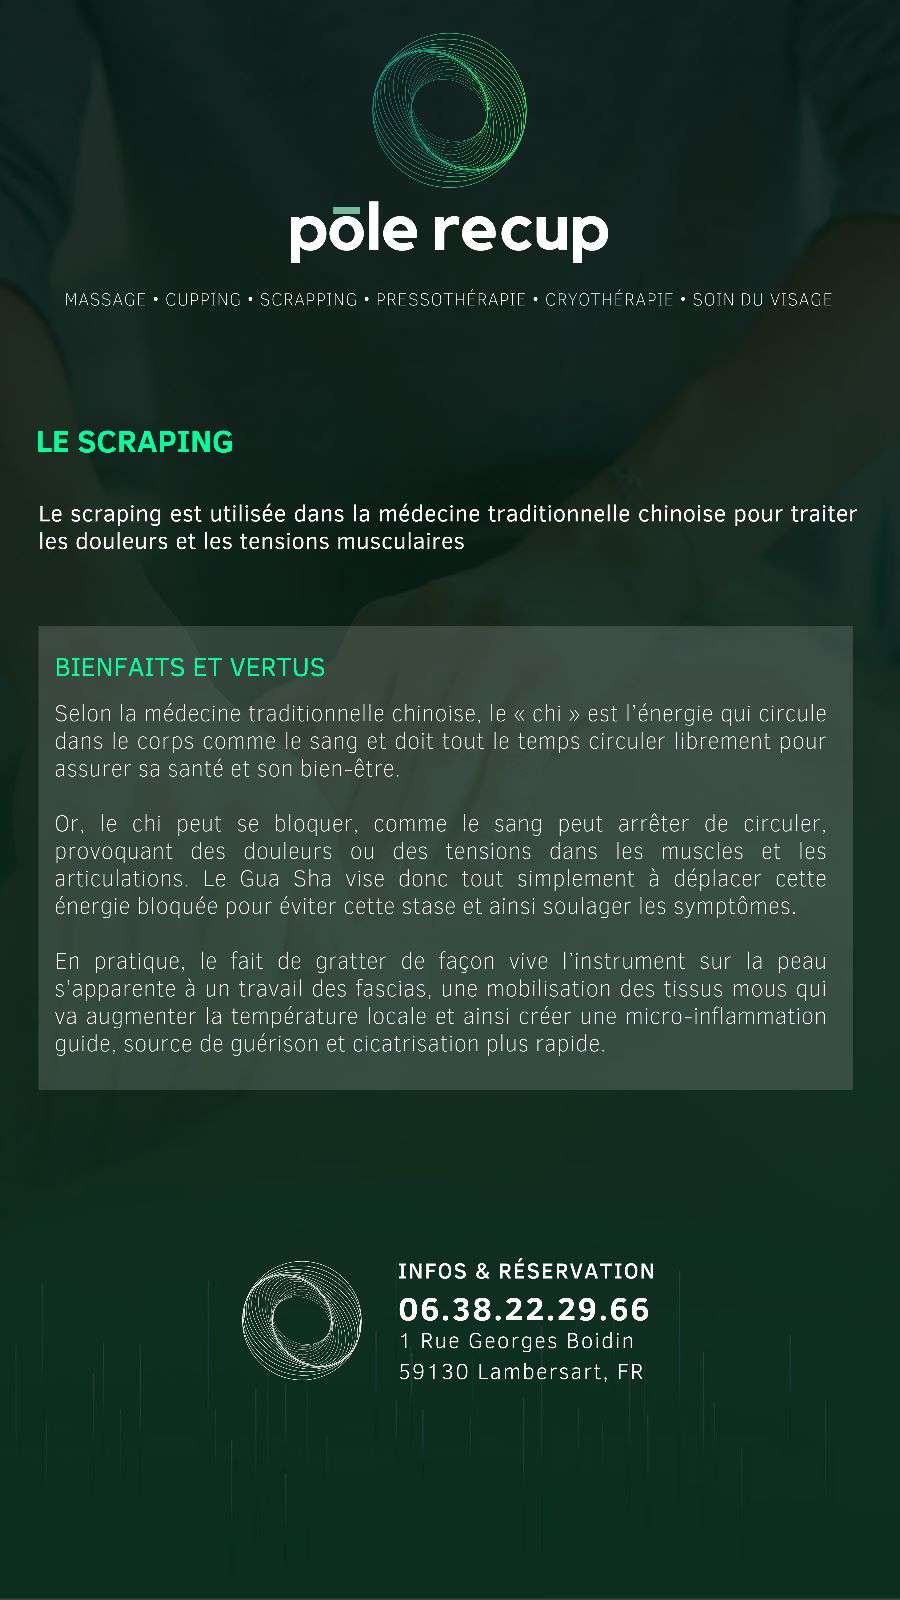 pōle recup
MASSAGE • CUPPING • SCRAPPING • PRESSOTHÉRAPIE • CRYOTHÉRAPIE • SOIN DU VISAGE
LE SCRAPING
Le scraping est utilisée dans la médecine traditionnelle chinoise pour traiter
les douleurs et les tensions musculaires
BIENFAITS ET VERTUS
Selon la médecine traditionnelle chinoise, le « chi » est l'énergie qui circule
dans le corps comme le sang et doit tout le temps circuler librement pour
assurer sa santé et son bien-être.
Or, le chi peut se bloquer, comme le sang peut arrêter de circuler,
provoquant des douleurs ou des tensions dans les muscles et les
articulations. Le Gua Sha vise donc tout simplement à déplacer cette
énergie bloquée pour éviter cette stase et ainsi soulager les symptômes.
En pratique, le fait de gratter de façon vive l'instrument sur la peau
s'apparente à un travail des fascias, une mobilisation des tissus mous qui
va augmenter la température locale et ainsi créer une micro-inflammation
guide, source de guérison et cicatrisation plus rapide.
INFOS & RÉSERVATION
06.38.22.29.66
1 Rue Georges Boidin
59130 Lambersart, FR